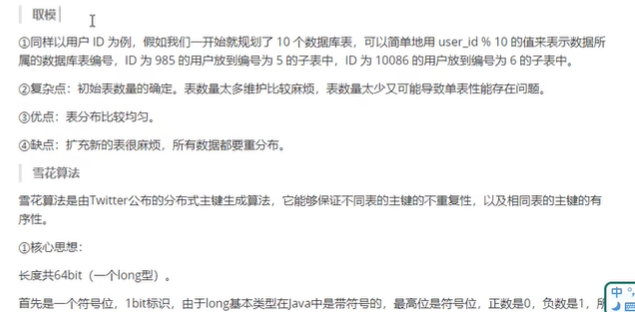 取模
①同样以用户 ID 为例，假如我们一开始就规划了 10 个数据库表，可以简单地用 user_id % 10 的值来表示数据所
属的数据库表编号，ID 为 985 的用户放到编号为 5 的子表中，ID 为 10086 的用户放到编号为 6 的子表中。
②复杂点：初始表数量的确定。表数量太多维护比较麻烦，表数量太少又可能导致单表性能存在问题。
③优点：表分布比较均匀。
④缺点：扩充新的表很麻烦，所有数据都要重分布。
雪花算法
雪花算法是由Twitter公布的分布式主键生成算法，它能够保证不同表的主键的不重复性，以及相同表的主键的有
序性。
①核心思想：
长度共64bit（一个long型）。
首先是一个符号位，1bit标识，由于long基本类型在Java中是带符号的，最高位是符号位，正数是0，负数是1，所
中